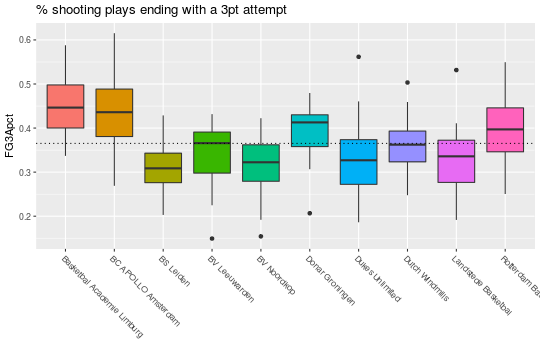 % shooting plays ending with a 3pt attempt
FG3Apct
0.6
0.5
0.4
0.3
0.2
Basketbal Academie Limburg
BC APOLLO Amsterdam
BS Leiden
BV Leeuwarden
BV Noordkop
Donar Groningen
Dukes Unlimited
Dutch Windmills
Landstede Basketbal
Rotterdam Bas